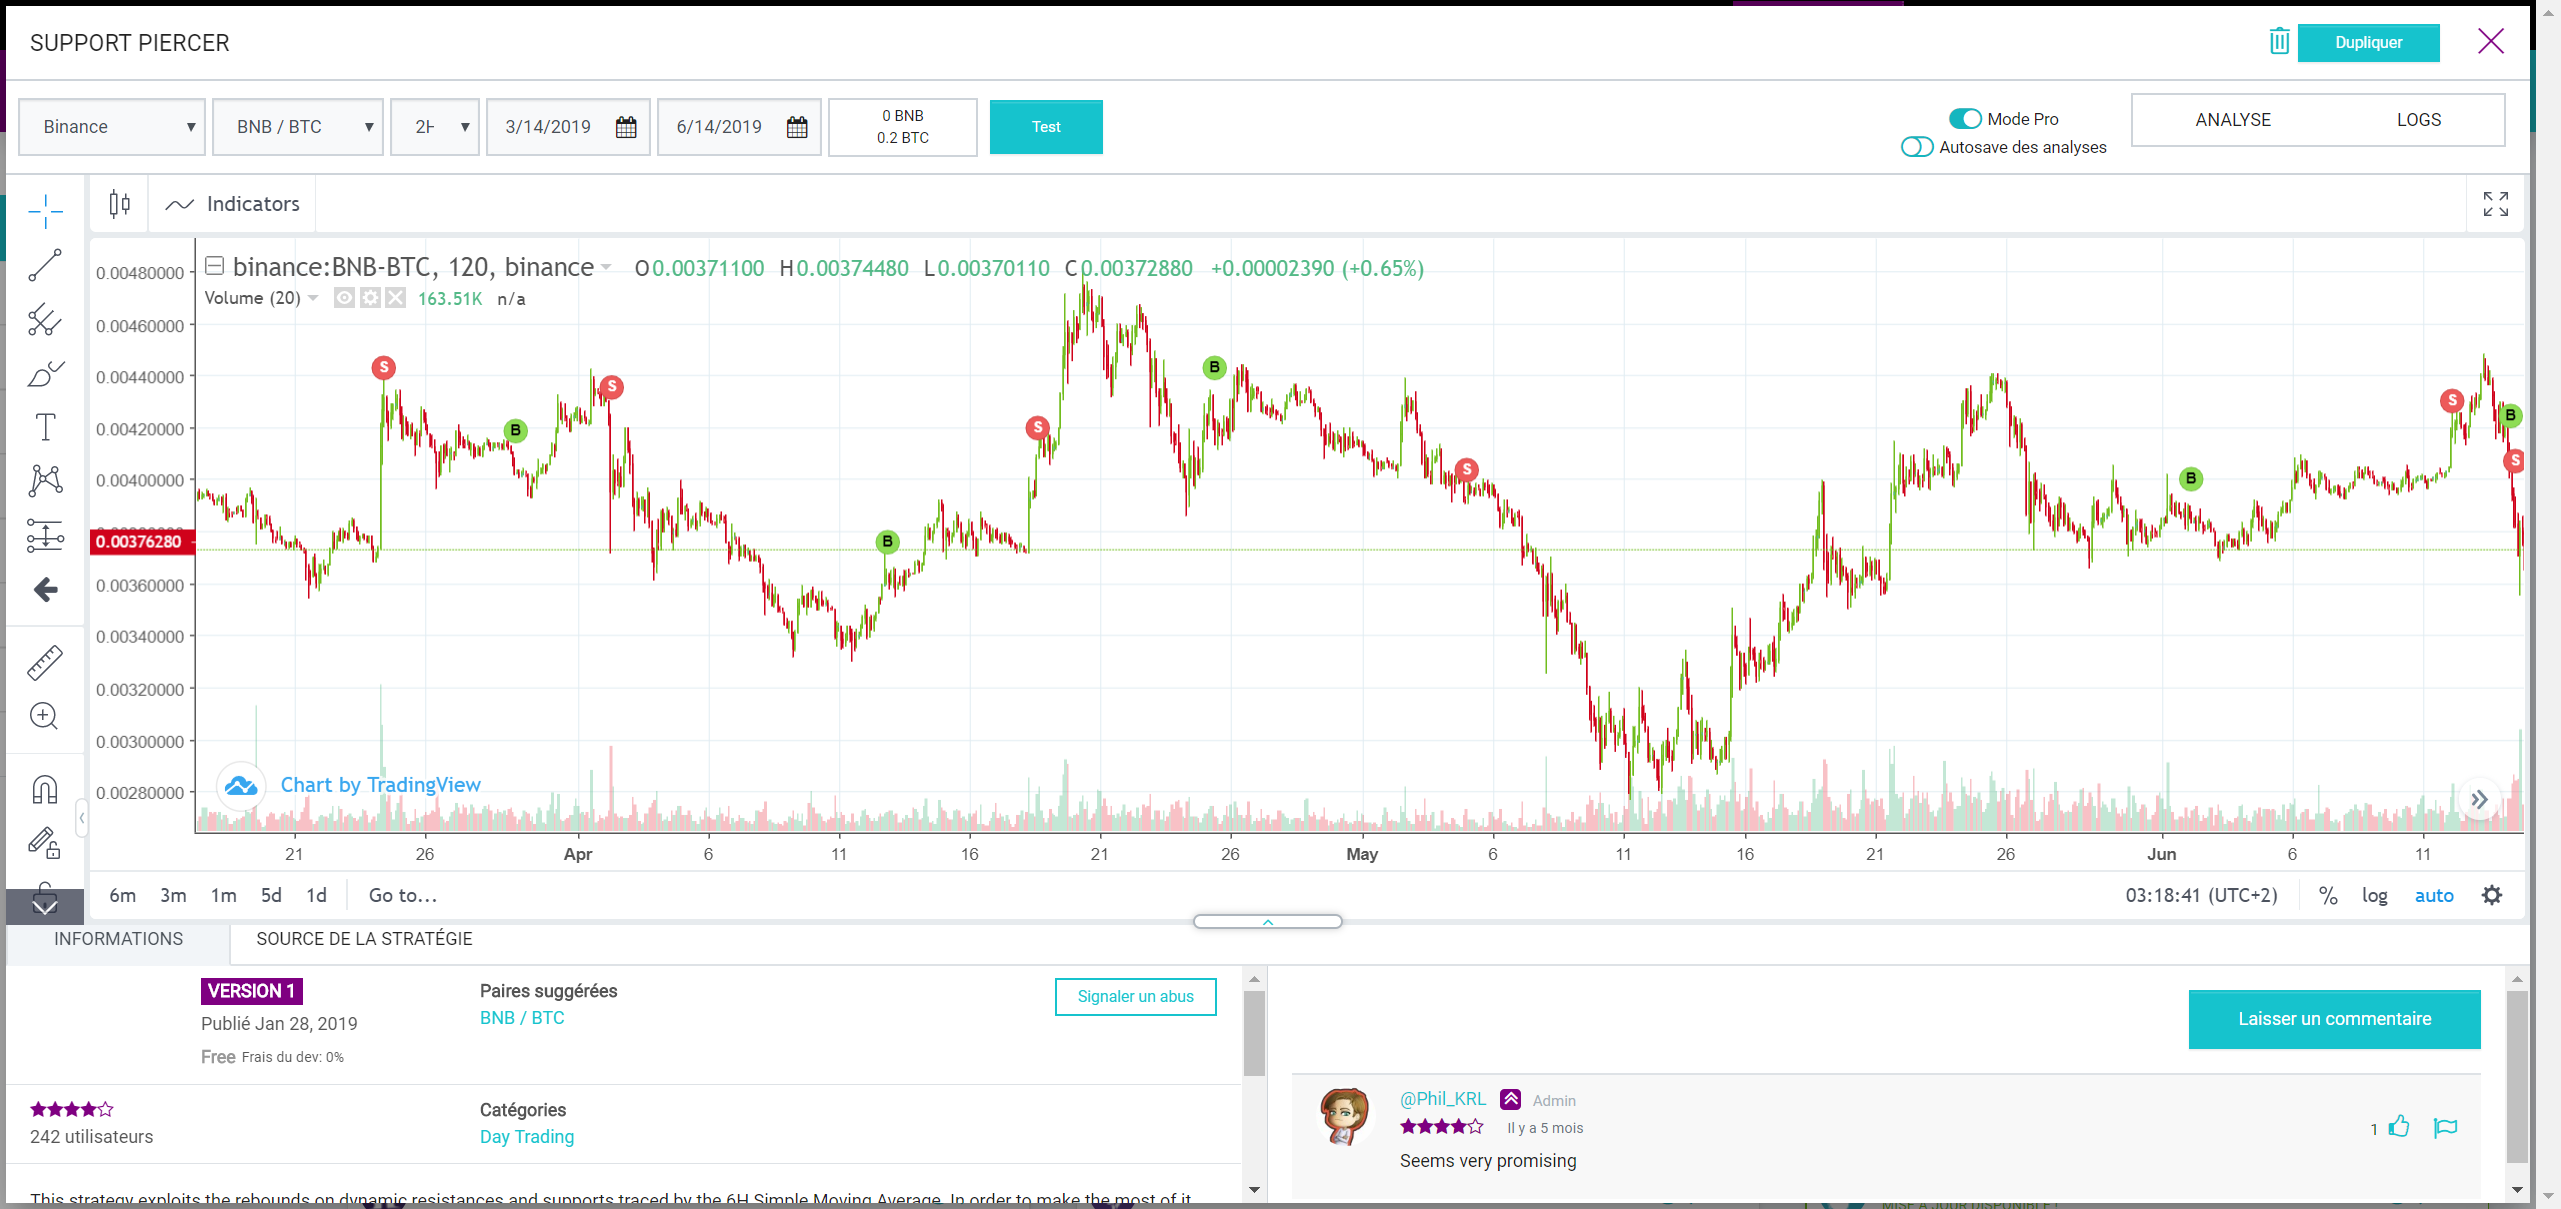 SUPPORT PIERCER
Dupliquer
Binance
BNB / BTC
3/14/2019
6/14/2019
0 BNB
0.2 BTC
Test
Mode Pro
Autosave des analyses
ANALYSE
LOGS
Indicators
binance:BNB-BTC, 120, binance
O0.00371100 H0.00374480 L0.00370110 C0.00372880 +0.00002390 (+0.65%)
Volume (20)
163.51K n/a
0.00480000
0.00460000
0.00440000
0.00420000
0.00400000
0.00376280
0.00360000
0.00340000
0.00320000
0.00300000
0.00280000
S
B
S
B
S
B
S
B
S
B
S
Chart by TradingView
21 26 Apr 6 11 16 21 26 May 6 11 16 21 26 Jun 6 11
6m 3m 1m 5d 1d Go to...
03:18:41 (UTC+2) % log auto
INFORMATIONS
SOURCE DE LA STRATÉGIE
VERSION 1
Publié Jan 28, 2019
Free Frais du dev: 0%
Paires suggérées
BNB / BTC
Signaler un abus
242 utilisateurs
Catégories
Day Trading
This strategy exploits the rebounds on dynamic resistances and supports traced by the 6H Simple Moving Average. In order to make the most of it
Laisser un commentaire
@Phil_KRL Admin
Il y a 5 mois
1
Seems very promising
MISE À JOUR DISPONIBLE !